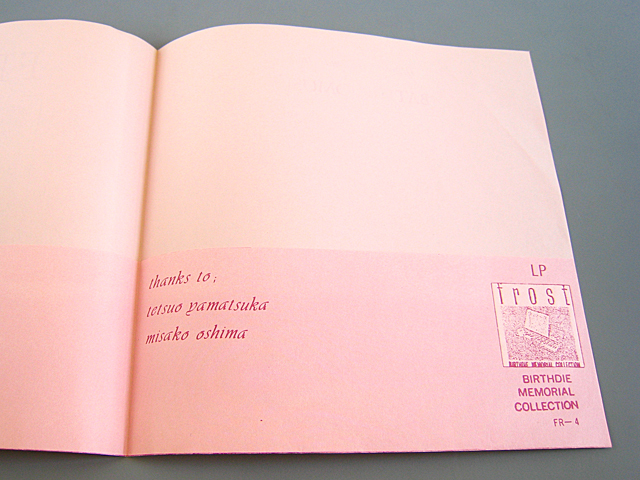 thanks to;
tetsuo yamatsuka
misako oshima
LP
frost
BIRTHDIE MEMORIAL COLLECTION
BIRTHDIE
MEMORIAL
COLLECTION
FR-4